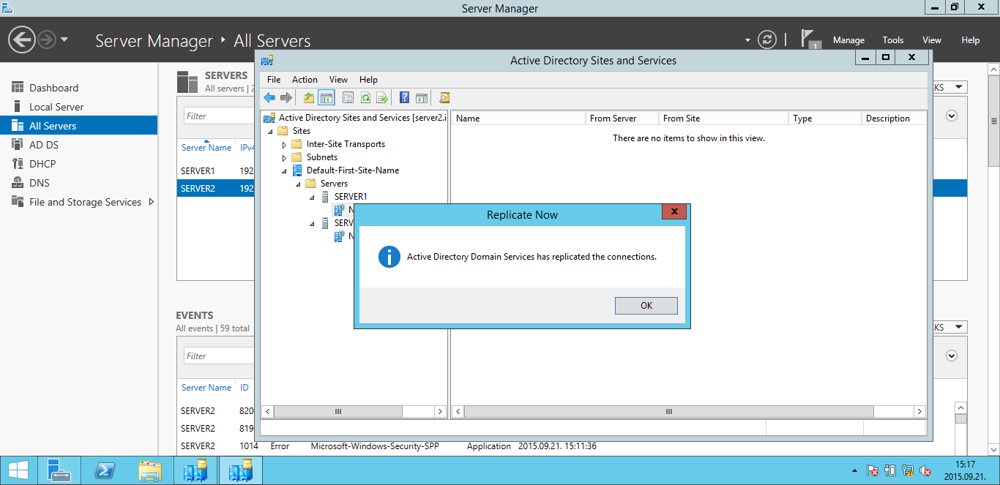 Server Manager
Server Manager ‣ All Servers
1
Manage Tools View Help
Dashboard
Local Server
All Servers
AD DS
DHCP
DNS
File and Storage Services
SERVERS
All servers | 2
KS
Filter
Server Name IPv4
SERVER1 192
SERVER2 192
EVENTS
All events | 59 total
KS
Filter
Server Name ID
SERVER2 820
SERVER2 819
SERVER2 1014 Error Microsoft-Windows-Security-SPP Application 2015.09.21. 15:11:36
Active Directory Sites and Services
File Action View Help
Active Directory Sites and Services [server2.i
Sites
Inter-Site Transports
Subnets
Default-First-Site-Name
Servers
SERVER1
N
SERV
N
Name From Server From Site Type Description
There are no items to show in this view.
Replicate Now
Active Directory Domain Services has replicated the connections.
OK
15:17
2015.09.21.